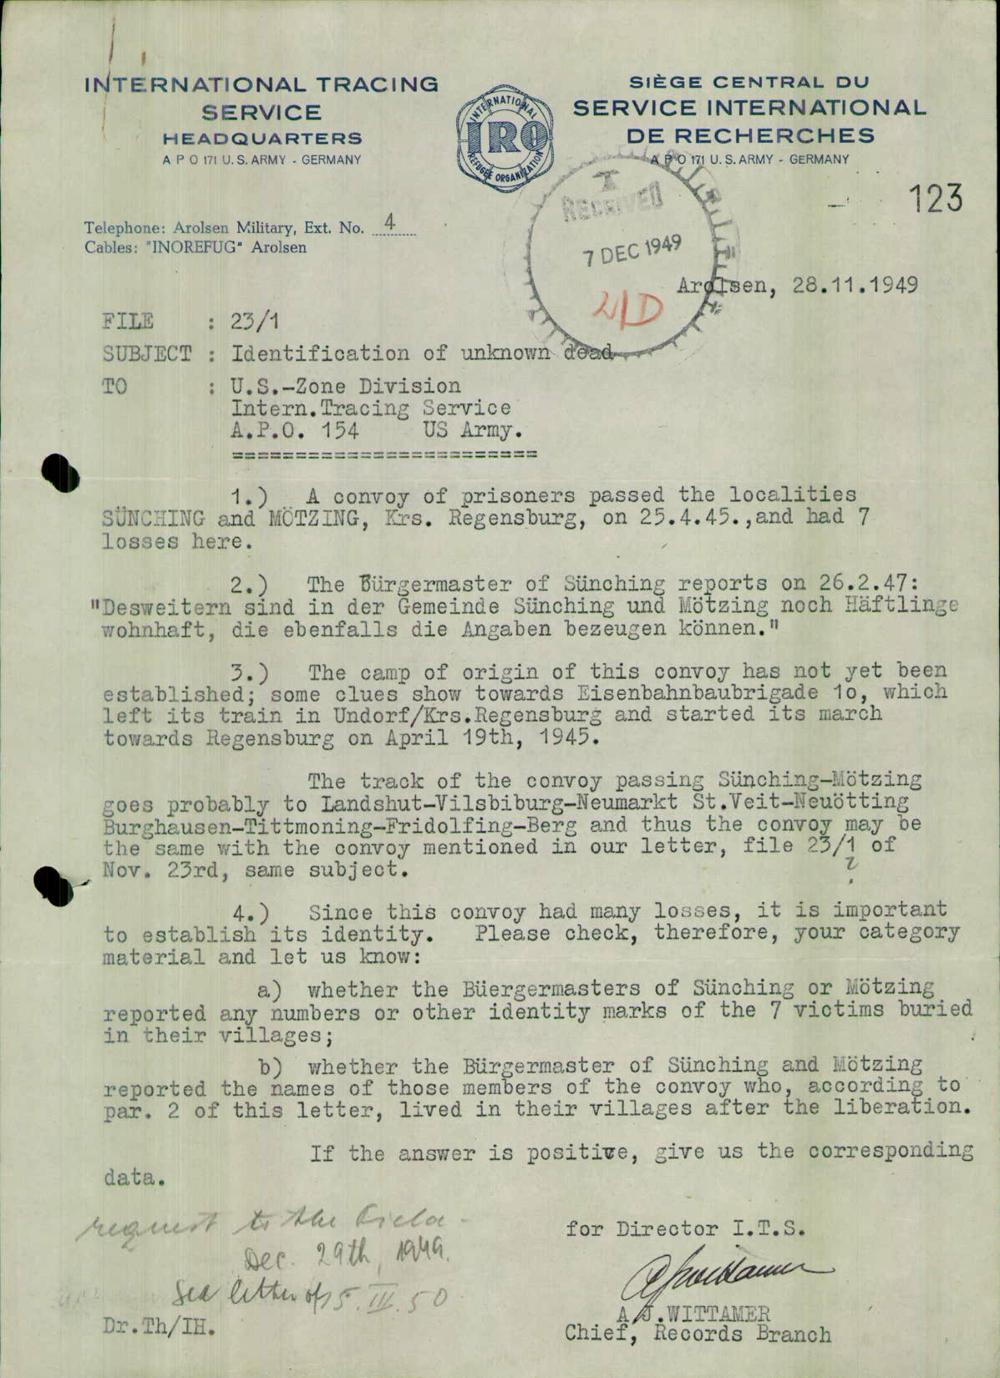 INTERNATIONAL TRACING
SERVICE
HEADQUARTERS
A P O 171 U.S. ARMY - GERMANY
INTERNATIONAL
IRO
REFUGEE ORGANIZATION
SIÈGE CENTRAL DU
SERVICE INTERNATIONAL
DE RECHERCHES
A P O 171 U.S. ARMY - GERMANY
123
RECEIVED
7 DEC 1949
Telephone: Arolsen Military, Ext. No. 4
Cables: "INOREFUG" Arolsen
Arolsen, 28.11.1949
FILE : 23/1
SUBJECT : Identification of unknown dead
TO : U.S.-Zone Division
Intern.Tracing Service
A.P.O. 154 US Army.
===========================
1.) A convoy of prisoners passed the localities
SÜNCHING and MÖTZING, Krs. Regensburg, on 25.4.45.,and had 7
losses here.
2.) The Bürgermaster of Sünching reports on 26.2.47:
"Desweitern sind in der Gemeinde Sünching und Mötzing noch Häftlinge
wohnhaft, die ebenfalls die Angaben bezeugen können."
3.) The camp of origin of this convoy has not yet been
established; some clues show towards Eisenbahnbaubrigade 1o, which
left its train in Undorf/Krs.Regensburg and started its march
towards Regensburg on April 19th, 1945.
The track of the convoy passing Sünching-Mötzing
goes probably to Landshut-Vilsbiburg-Neumarkt St.Veit-Neuötting
Burghausen-Tittmoning-Fridolfing-Berg and thus the convoy may be
the same with the convoy mentioned in our letter, file 23/1 of
Nov. 23rd, same subject.
4.) Since this convoy had many losses, it is important
to establish its identity. Please check, therefore, your category
material and let us know:
a) whether the Büergermasters of Sünching or Mötzing
reported any numbers or other identity marks of the 7 victims buried
in their villages;
b) whether the Bürgermaster of Sünching and Mötzing
reported the names of those members of the convoy who, according to
par. 2 of this letter, lived in their villages after the liberation.
If the answer is positive, give us the corresponding
data.
request to the
Dec. 29th, 1949.
See letter of 15.III.50
for Director I.T.S.
A.J.WITTAMER
Chief, Records Branch
Dr.Th/IH.